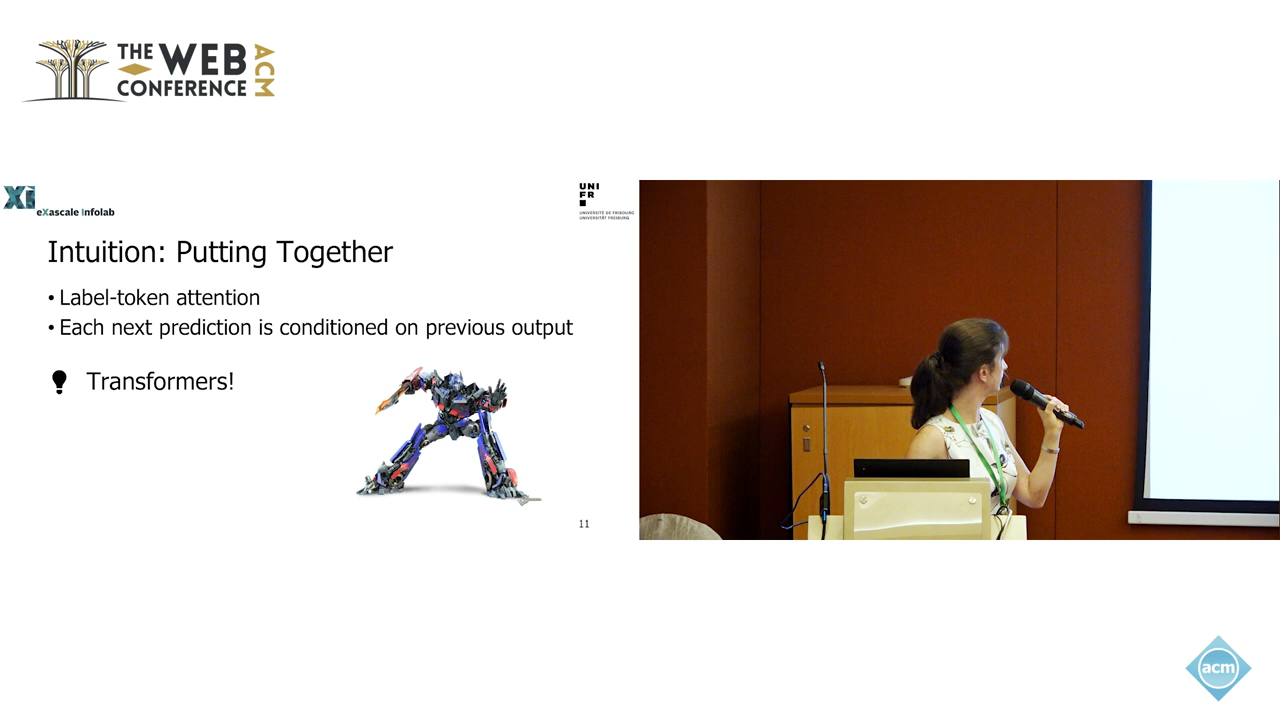 THE WEB
CONFERENCE
ACM
Xi
eXascale Infolab
UNI
FR
UNIVERSITÉ DE FRIBOURG
UNIVERSITÄT FREIBURG
Intuition: Putting Together
• Label-token attention
• Each next prediction is conditioned on previous output
Transformers!
11
acm